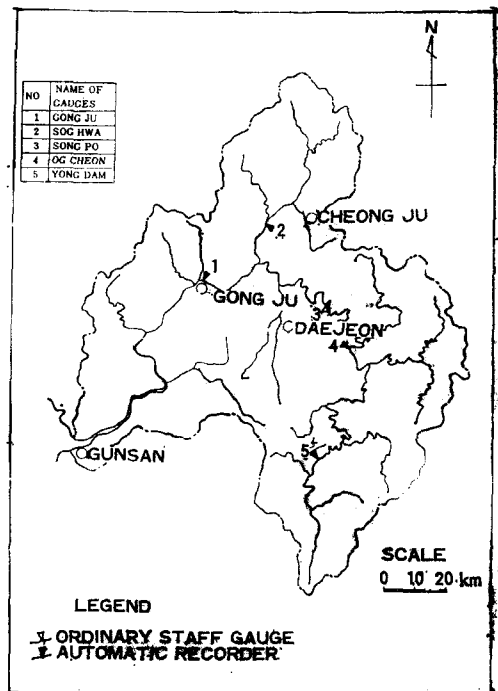 N
NO NAME OF GAUGES
1 GONG JU
2 SOG HWA
3 SONG PO
4 OG CHEON
5 YONG DAM
CHEONG JU
2
1
GONG JU
3
DAEJEON
4
5
GUNSAN
SCALE
0 10 20 km
LEGEND
ORDINARY STAFF GAUGE
AUTOMATIC RECORDER